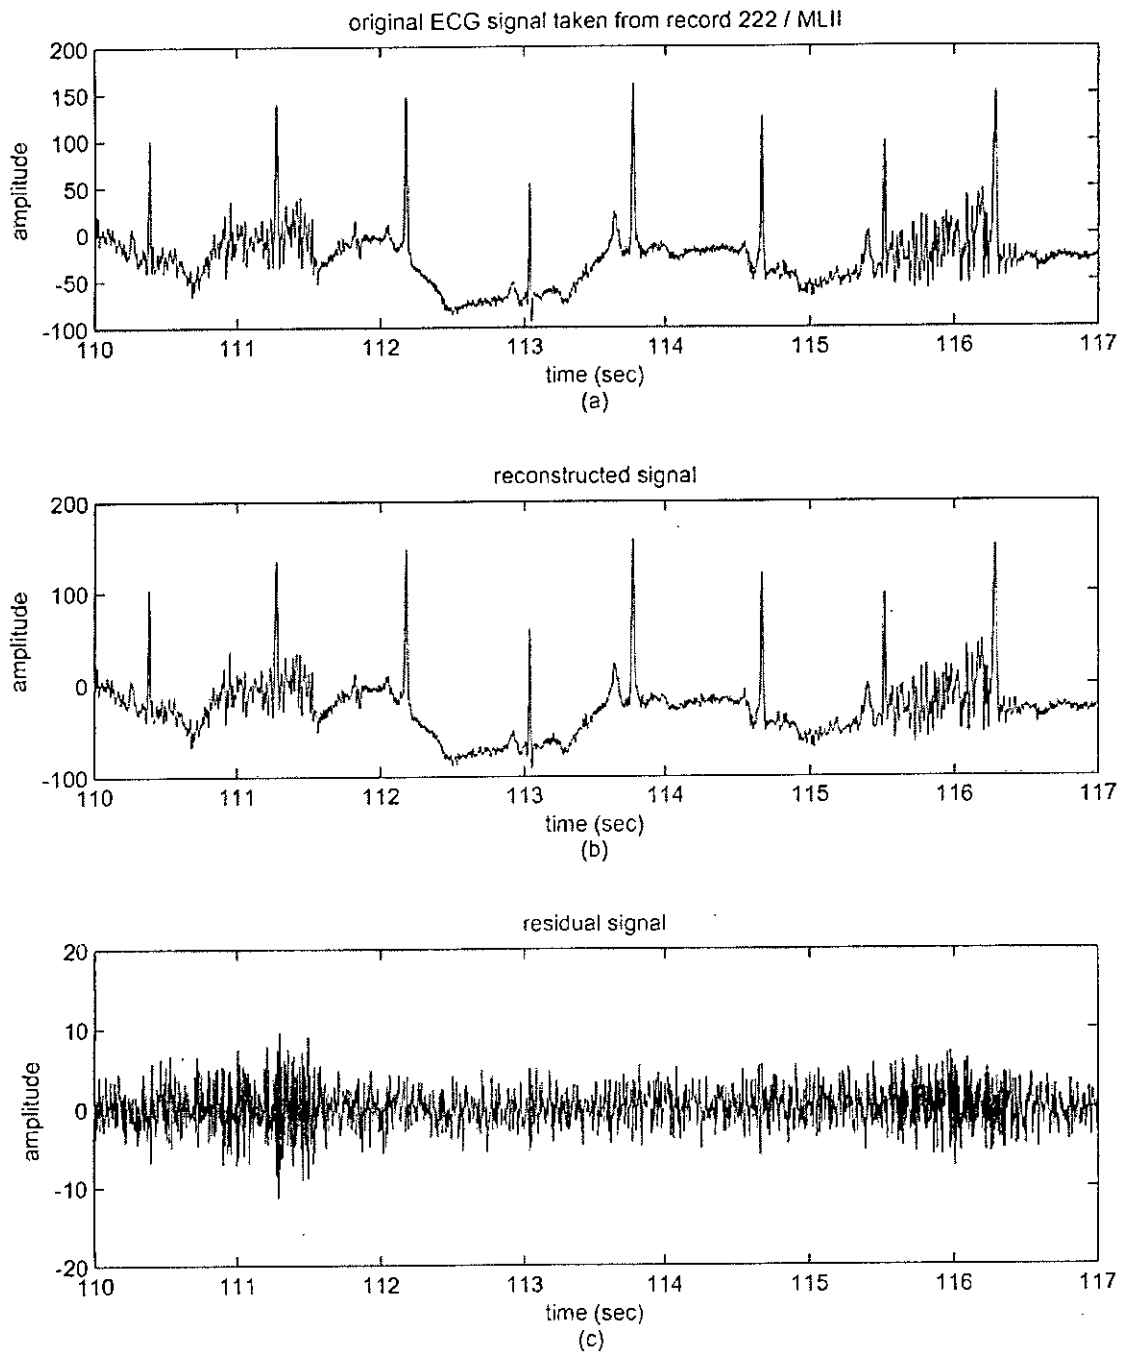 original ECG signal taken from record 222 / MLII
200
150
100
50
0
-50
-100
amplitude
110 111 112 113 114 115 116 117
time (sec)
(a)
reconstructed signal
200
100
0
-100
amplitude
110 111 112 113 114 115 116 117
time (sec)
(b)
residual signal
20
10
0
-10
-20
amplitude
110 111 112 113 114 115 116 117
time (sec)
(c)